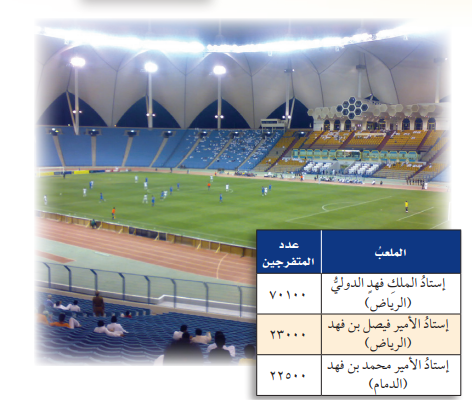 الملعبُ
عدد
المتفرجين
إستادُ الملكِ فهدٍ الدوليُّ
(الرياض)
٧٠١٠٠
إستادُ الأمير فيصل بن فهد
(الرياض)
٢٣٠٠٠
إستادُ الأمير محمد بن فهد
(الدمام)
٢٢٥٠٠